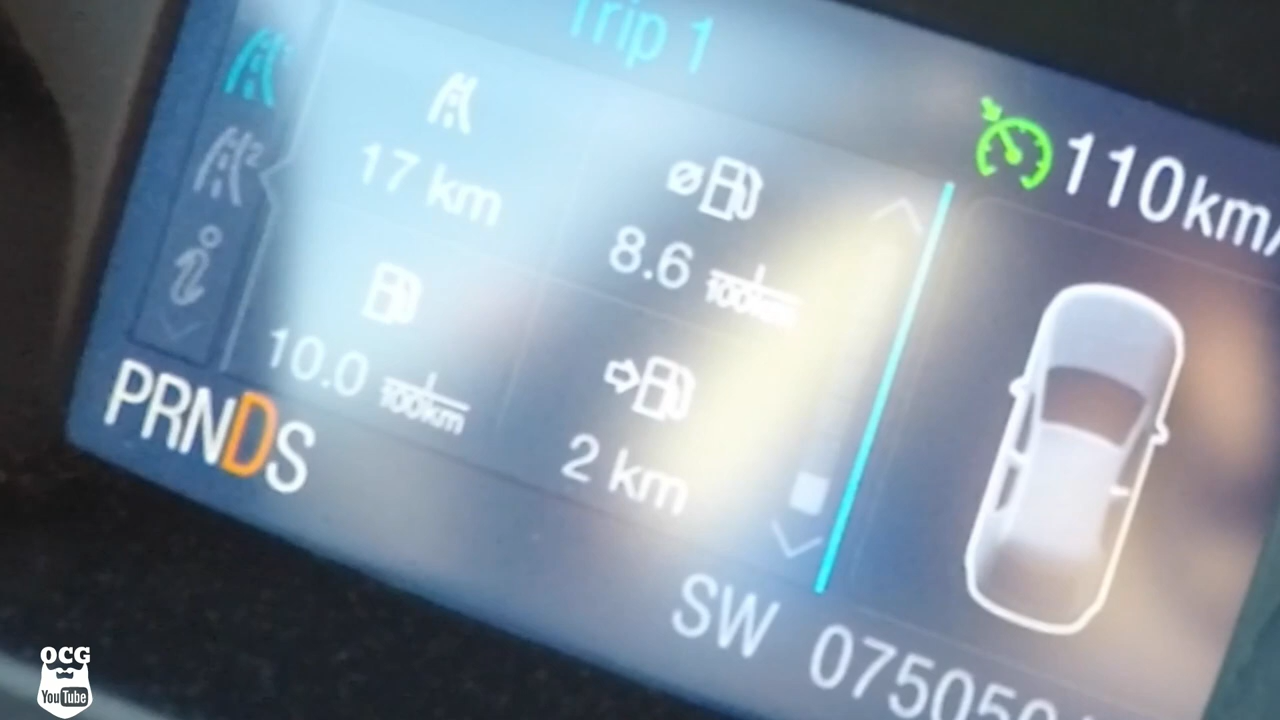 Trip 1
110km/
17 km
8.6 l/100km
10.0 l/100km
2 km
PRNDS
SW
OCG
YouTube